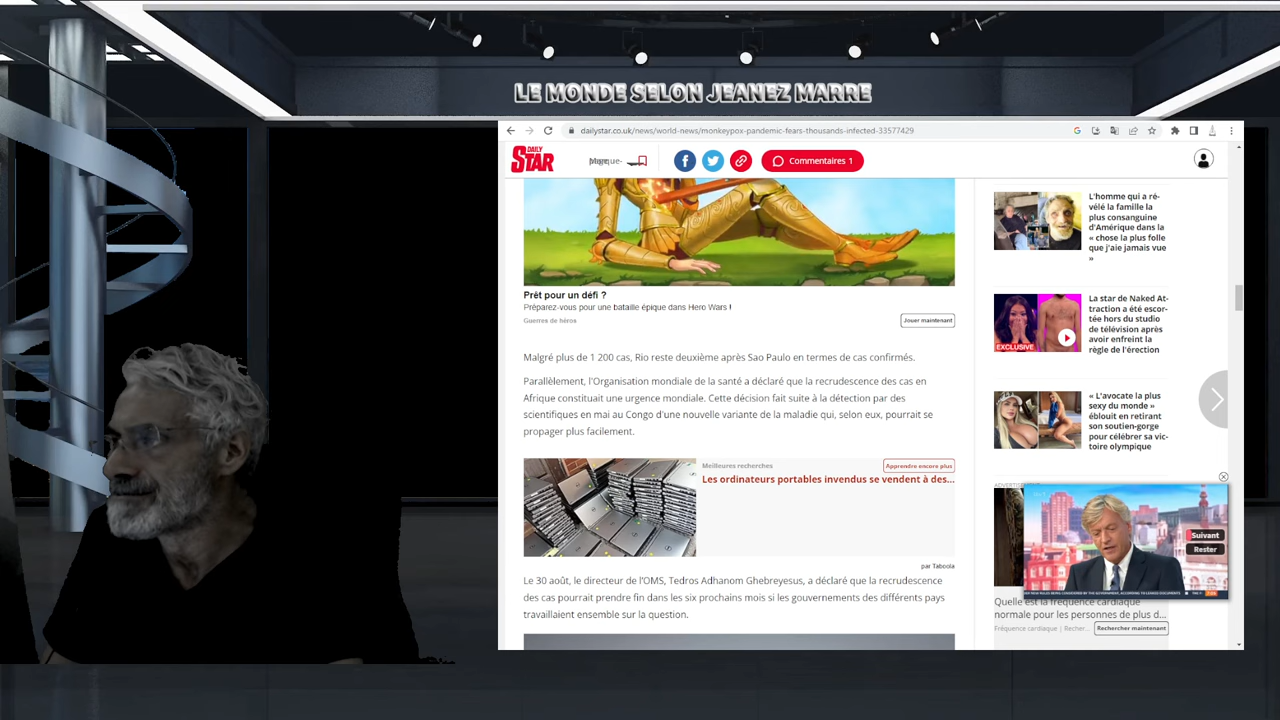 LE MONDE SELON JEANEZ MARRE
dailystar.co.uk/news/world-news/monkeypox-pandemic-fears-thousands-infected-33577429
DAILY
STAR
Commentaires 1
Prêt pour un défi ?
Préparez-vous pour une bataille épique dans Hero Wars !
Guerres de héros
Jouer maintenant
Malgré plus de 1 200 cas, Rio reste deuxième après Sao Paulo en termes de cas confirmés.
Parallèlement, l'Organisation mondiale de la santé a déclaré que la recrudescence des cas en
Afrique constituait une urgence mondiale. Cette décision fait suite à la détection par des
scientifiques en mai au Congo d'une nouvelle variante de la maladie qui, selon eux, pourrait se
propager plus facilement.
Meilleures recherches
Apprendre encore plus
Les ordinateurs portables invendus se vendent à des...
par Taboola
Le 30 août, le directeur de l'OMS, Tedros Adhanom Ghebreyesus, a déclaré que la recrudescence
des cas pourrait prendre fin dans les six prochains mois si les gouvernements des différents pays
travaillaient ensemble sur la question.
L'homme qui a ré-
vélé la famille la
plus consanguine
d'Amérique dans la
« chose la plus folle
que j'aie jamais vue
»
EXCLUSIVE
La star de Naked At-
traction a été escor-
tée hors du studio
de télévision après
avoir enfreint la
règle de l'érection
« L'avocate la plus
sexy du monde »
éblouit en retirant
son soutien-gorge
pour célébrer sa vic-
toire olympique
Suivant
Rester
Quelle est la fréquence cardiaque
normale pour les personnes de plus d...
Fréquence cardiaque | Recher...
Rechercher maintenant